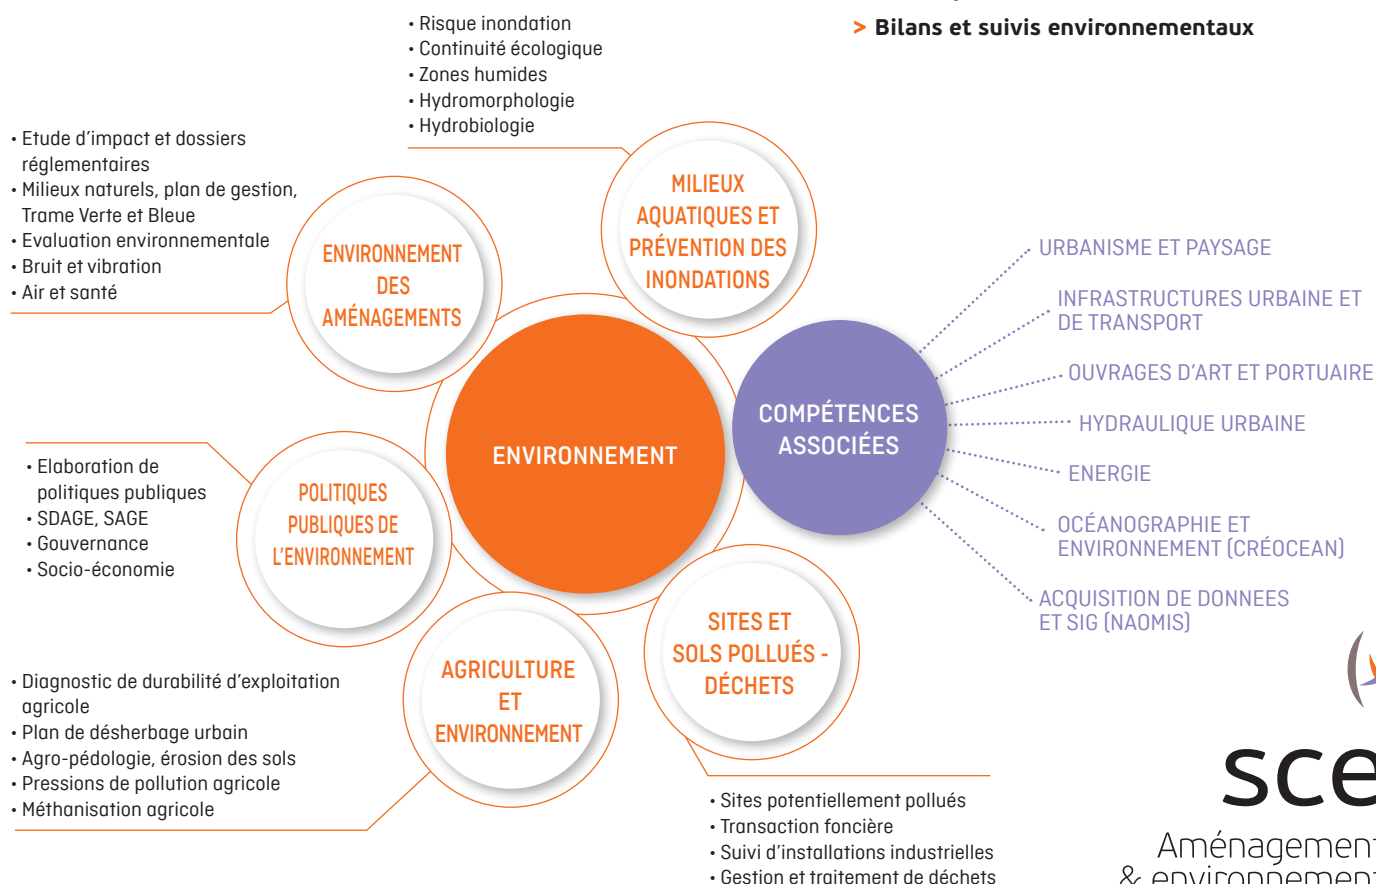 • Risque inondation
• Continuité écologique
• Zones humides
• Hydromorphologie
• Hydrobiologie
> Bilans et suivis environnementaux
• Etude d'impact et dossiers
réglementaires
• Milieux naturels, plan de gestion,
Trame Verte et Bleue
• Evaluation environnementale
• Bruit et vibration
• Air et santé
ENVIRONNEMENT
DES
AMÉNAGEMENTS
MILIEUX
AQUATIQUES ET
PRÉVENTION DES
INONDATIONS
ENVIRONNEMENT
COMPÉTENCES
ASSOCIÉES
URBANISME ET PAYSAGE
INFRASTRUCTURES URBAINE ET
DE TRANSPORT
OUVRAGES D'ART ET PORTUAIRE
HYDRAULIQUE URBAINE
ENERGIE
OCÉANOGRAPHIE ET
ENVIRONNEMENT (CRÉOCEAN)
ACQUISITION DE DONNEES
ET SIG (NAOMIS)
• Elaboration de
politiques publiques
• SDAGE, SAGE
• Gouvernance
• Socio-économie
POLITIQUES
PUBLIQUES DE
L'ENVIRONNEMENT
• Diagnostic de durabilité d'exploitation
agricole
• Plan de désherbage urbain
• Agro-pédologie, érosion des sols
• Pressions de pollution agricole
• Méthanisation agricole
AGRICULTURE
ET
ENVIRONNEMENT
SITES ET
SOLS POLLUÉS -
DÉCHETS
• Sites potentiellement pollués
• Transaction foncière
• Suivi d'installations industrielles
• Gestion et traitement de déchets
sce
Aménagement
& environnement